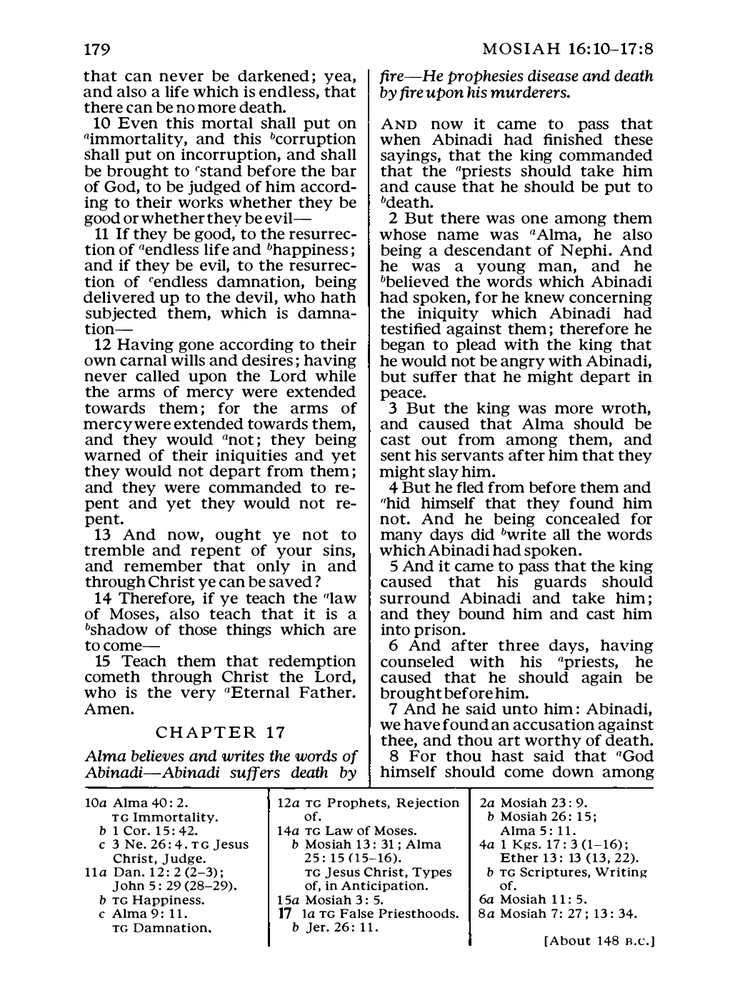 179
MOSIAH 16:10–17:8
that can never be darkened; yea,
and also a life which is endless, that
there can be no more death.
10 Even this mortal shall put on
ᵃimmortality, and this ᵇcorruption
shall put on incorruption, and shall
be brought to ᶜstand before the bar
of God, to be judged of him accord-
ing to their works whether they be
good or whether they be evil—
11 If they be good, to the resurrec-
tion of ᵃendless life and ᵇhappiness;
and if they be evil, to the resurrec-
tion of ᶜendless damnation, being
delivered up to the devil, who hath
subjected them, which is damna-
tion—
12 Having gone according to their
own carnal wills and desires; having
never called upon the Lord while
the arms of mercy were extended
towards them; for the arms of
mercy were extended towards them,
and they would ᵃnot; they being
warned of their iniquities and yet
they would not depart from them;
and they were commanded to re-
pent and yet they would not re-
pent.
13 And now, ought ye not to
tremble and repent of your sins,
and remember that only in and
through Christ ye can be saved?
14 Therefore, if ye teach the ᵃlaw
of Moses, also teach that it is a
ᵇshadow of those things which are
to come—
15 Teach them that redemption
cometh through Christ the Lord,
who is the very ᵃEternal Father.
Amen.
CHAPTER 17
Alma believes and writes the words of
Abinadi—Abinadi suffers death by
fire—He prophesies disease and death
by fire upon his murderers.
AND now it came to pass that
when Abinadi had finished these
sayings, that the king commanded
that the ᵃpriests should take him
and cause that he should be put to
ᵇdeath.
2 But there was one among them
whose name was ᵃAlma, he also
being a descendant of Nephi. And
he was a young man, and he
ᵇbelieved the words which Abinadi
had spoken, for he knew concerning
the iniquity which Abinadi had
testified against them; therefore he
began to plead with the king that
he would not be angry with Abinadi,
but suffer that he might depart in
peace.
3 But the king was more wroth,
and caused that Alma should be
cast out from among them, and
sent his servants after him that they
might slay him.
4 But he fled from before them and
ᵃhid himself that they found him
not. And he being concealed for
many days did ᵇwrite all the words
which Abinadi had spoken.
5 And it came to pass that the king
caused that his guards should
surround Abinadi and take him;
and they bound him and cast him
into prison.
6 And after three days, having
counseled with his ᵃpriests, he
caused that he should again be
brought before him.
7 And he said unto him: Abinadi,
we have found an accusation against
thee, and thou art worthy of death.
8 For thou hast said that ᵃGod
himself should come down among
10a Alma 40: 2.
TG Immortality.
b 1 Cor. 15: 42.
c 3 Ne. 26: 4. TG Jesus
Christ, Judge.
11a Dan. 12: 2 (2–3);
John 5: 29 (28–29).
b TG Happiness.
c Alma 9: 11.
TG Damnation.
12a TG Prophets, Rejection
of.
14a TG Law of Moses.
b Mosiah 13: 31; Alma
25: 15 (15–16).
TG Jesus Christ, Types
of, in Anticipation.
15a Mosiah 3: 5.
17 1a TG False Priesthoods.
b Jer. 26: 11.
2a Mosiah 23: 9.
b Mosiah 26: 15;
Alma 5: 11.
4a 1 Kgs. 17: 3 (1–16);
Ether 13: 13 (13, 22).
b TG Scriptures, Writing
of.
6a Mosiah 11: 5.
8a Mosiah 7: 27; 13: 34.
[About 148 B.C.]